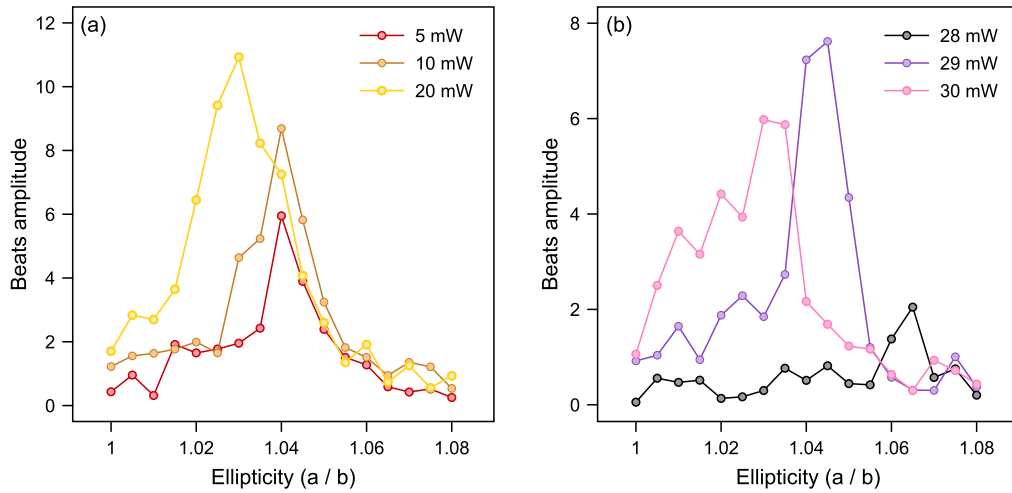 (a)
5 mW
10 mW
20 mW
12
10
8
6
4
2
0
Beats amplitude
1
1.02
1.04
1.06
1.08
Ellipticity (a / b)
(b)
28 mW
29 mW
30 mW
8
6
4
2
0
Beats amplitude
1
1.02
1.04
1.06
1.08
Ellipticity (a / b)